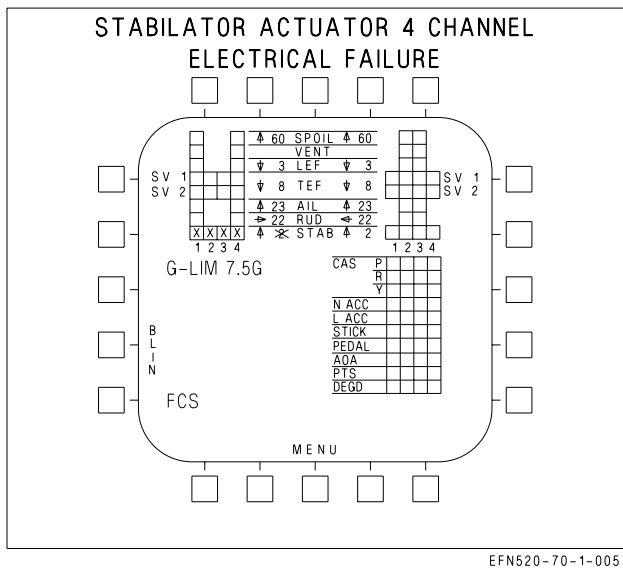 STABILATOR ACTUATOR 4 CHANNEL
ELECTRICAL FAILURE
60 SPOIL 60
VENT
3 LEF 3
SV 1 SV 1
8 TEF 8
SV 2 SV 2
23 AIL 23
22 RUD 22
X X X X 2 STAB 2
1 2 3 4 1 2 3 4
G-LIM 7.5G
CAS P
R
Y
N ACC
L ACC
STICK
PEDAL
AOA
PTS
DEGD
BLIN
FCS
MENU
EFN520-70-1-005